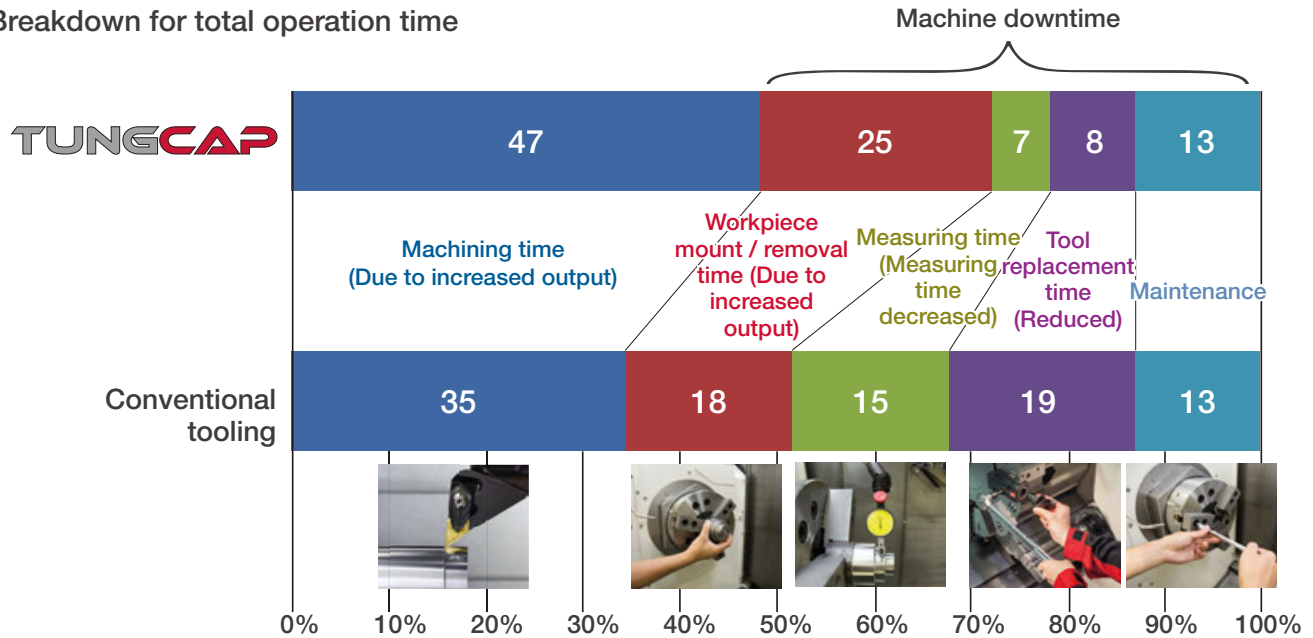 Breakdown for total operation time
Machine downtime
TUNGCAP
47
25
7
8
13
Machining time
(Due to increased output)
Workpiece
mount / removal
time (Due to
increased
output)
Measuring time
(Measuring
time
decreased)
Tool
replacement
time
(Reduced)
Maintenance
Conventional
tooling
35
18
15
19
13
0%
10%
20%
30%
40%
50%
60%
70%
80%
90%
100%